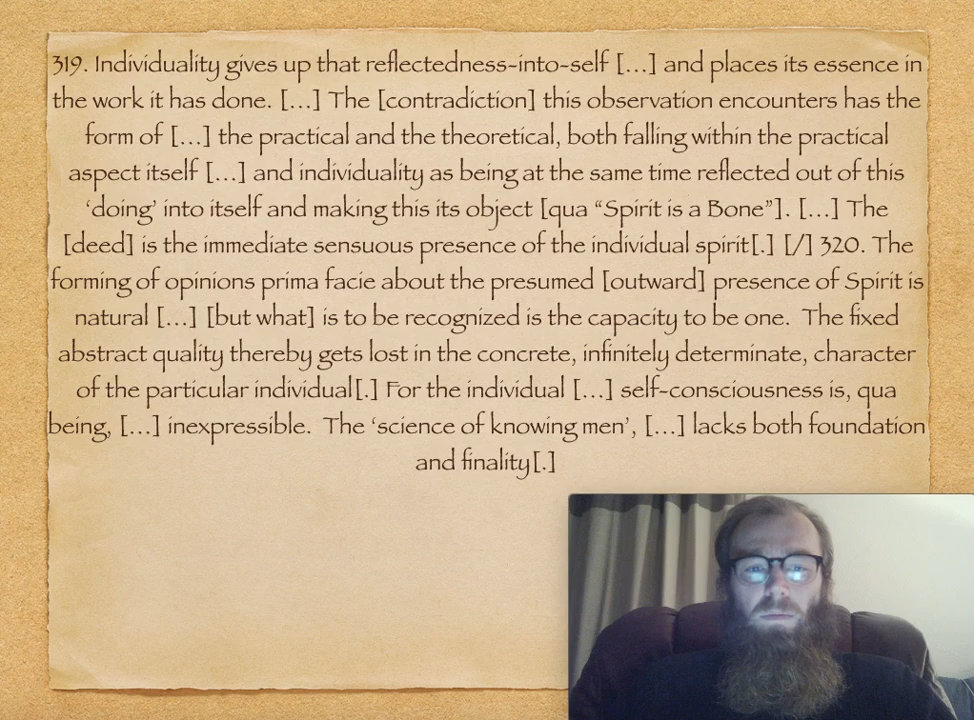 319. Individuality gives up that reflectedness-into-self […] and places its essence in
the work it has done. […] The [contradiction] this observation encounters has the
form of […] the practical and the theoretical, both falling within the practical
aspect itself […] and individuality as being at the same time reflected out of this
‘doing’ into itself and making this its object [qua “Spirit is a Bone”]. […] The
[deed] is the immediate sensuous presence of the individual spirit[.] [/] 320. The
forming of opinions prima facie about the presumed [outward] presence of Spirit is
natural […] [but what] is to be recognized is the capacity to be one. The fixed
abstract quality thereby gets lost in the concrete, infinitely determinate, character
of the particular individual[.] For the individual […] self-consciousness is, qua
being, […] inexpressible. The ‘science of knowing men’, […] lacks both foundation
and finality[.]